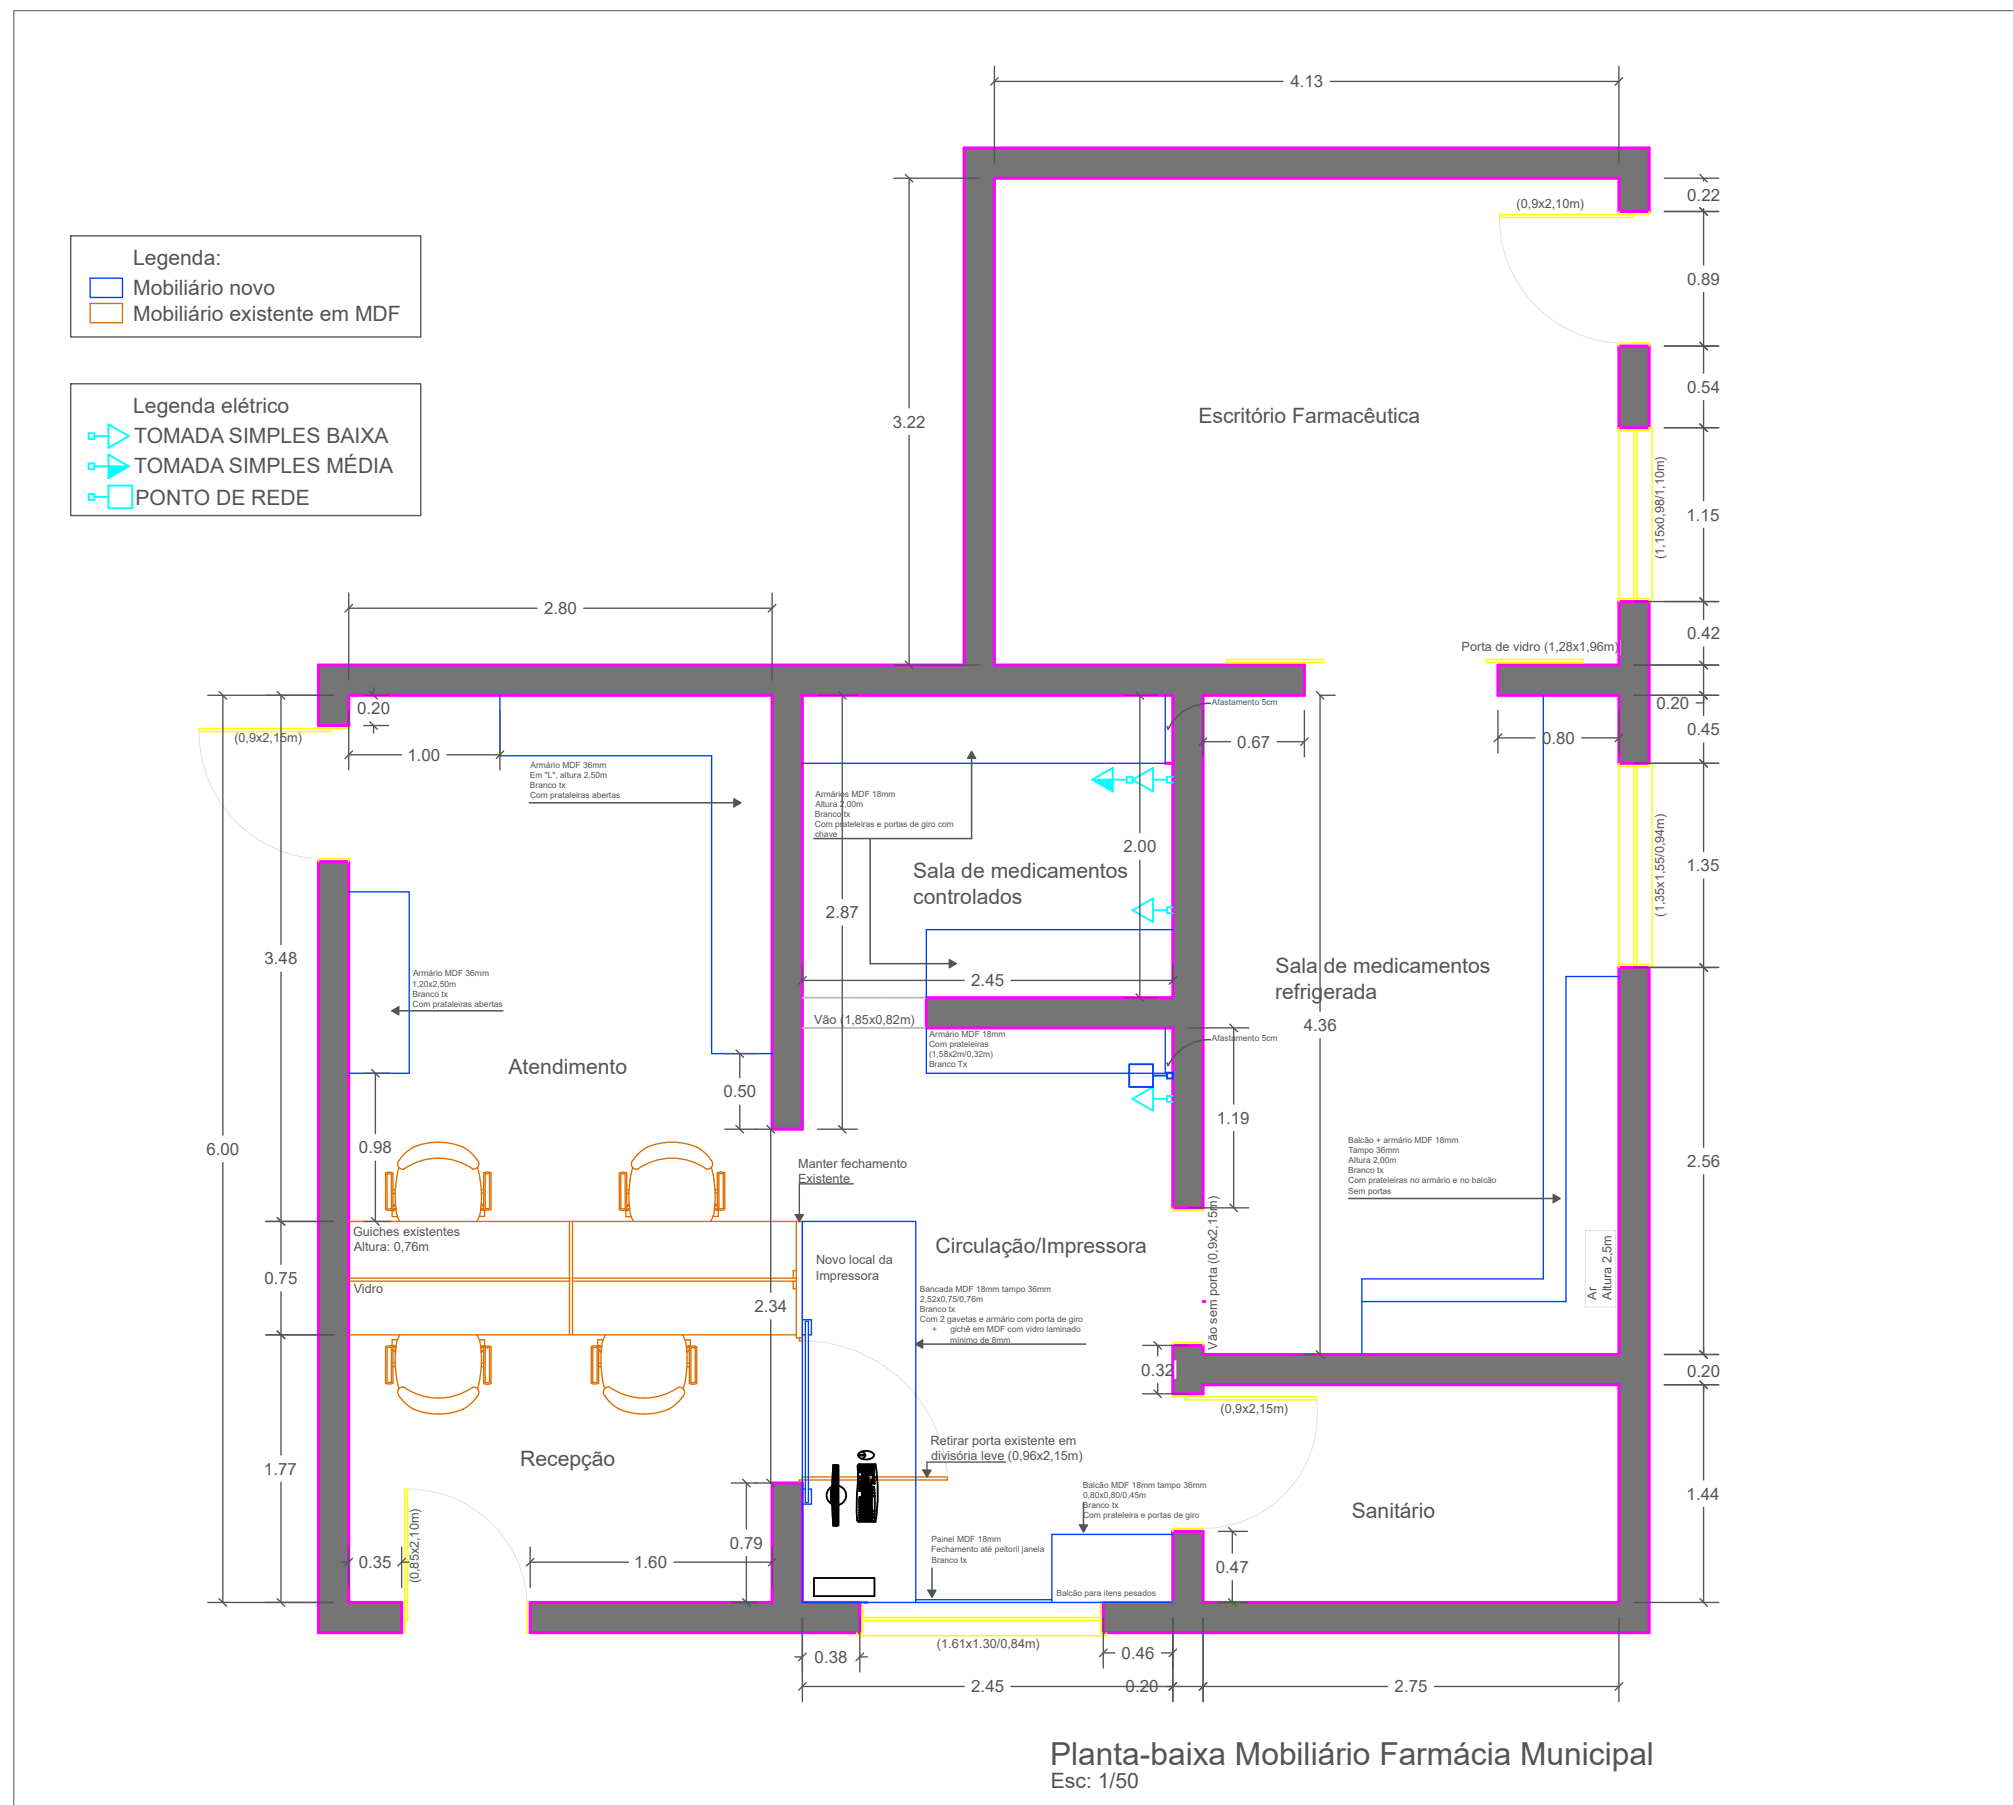 4.13
0.22
(0,9x2,10m)
0.89
0.54
3.22
Escritório Farmacêutica
(1,15x0,98/1,10m)
1.15
0.42
Porta de vidro (1,28x1,96m)
Legenda:
Mobiliário novo
Mobiliário existente em MDF
Legenda elétrico
TOMADA SIMPLES BAIXA
TOMADA SIMPLES MÉDIA
PONTO DE REDE
2.80
0.20
(0,9x2,15m)
1.00
Armário MDF 36mm
Em "L", altura 2,50m
Branco tx
Com prataleiras abertas
Armários MDF 18mm
Altura 2,00m
Branco tx
Com prateleiras e portas de giro com
chave
Afastamento 5cm
0.67
0.80
0.20
0.45
2.00
Sala de medicamentos
controlados
2.87
(1,35x1,55/0,94m)
1.35
3.48
Armário MDF 36mm
1,20x2,50m
Branco tx
Com prataleiras abertas
2.45
Sala de medicamentos
refrigerada
4.36
Vão (1,85x0,82m)
Armário MDF 18mm
Com prateleiras
(1,58x2m/0,32m)
Branco Tx
Afastamento 5cm
Atendimento
0.50
1.19
6.00
0.98
Manter fechamento
Existente
Balcão + armário MDF 18mm
Tampo 36mm
Altura 2,00m
Branco tx
Com prateleiras no armário e no balcão
Sem portas
2.56
Guiches existentes
Altura: 0,76m
Vidro
0.75
Novo local da
Impressora
Circulação/Impressora
Vão sem porta (0,9x2,15m)
Ar
Altura 2,5m
2.34
Bancada MDF 18mm tampo 36mm
2,52x0,75/0,76m
Branco tx
Com 2 gavetas e armário com porta de giro
+ gichê em MDF com vidro laminado
mínimo de 8mm
0.32
0.20
(0,9x2,15m)
Recepção
1.77
Retirar porta existente em
divisória leve (0,96x2,15m)
Balcão MDF 18mm tampo 36mm
0,80x0,80/0,45m
Branco tx
Com prateleira e portas de giro
Sanitário
1.44
(0,85x2,10m)
0.35
1.60
0.79
Painel MDF 18mm
Fechamento até peitoril janela
Branco tx
0.47
Balcão para itens pesados
(1.61x1.30/0,84m)
0.38
0.46
2.45
0.20
2.75
Planta-baixa Mobiliário Farmácia Municipal
Esc: 1/50